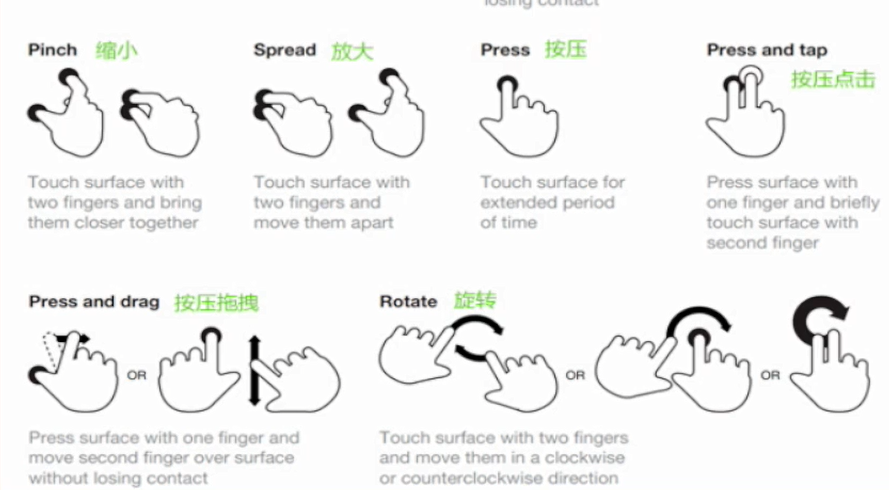 losing contact
Pinch 缩小
Spread 放大
Press 按压
Press and tap
按压点击
Touch surface with
two fingers and bring
them closer together
Touch surface with
two fingers and
move them apart
Touch surface for
extended period
of time
Press surface with
one finger and briefly
touch surface with
second finger
Press and drag 按压拖拽
Rotate 旋转
OR
OR
OR
Press surface with one finger and
move second finger over surface
without losing contact
Touch surface with two fingers
and move them in a clockwise
or counterclockwise direction